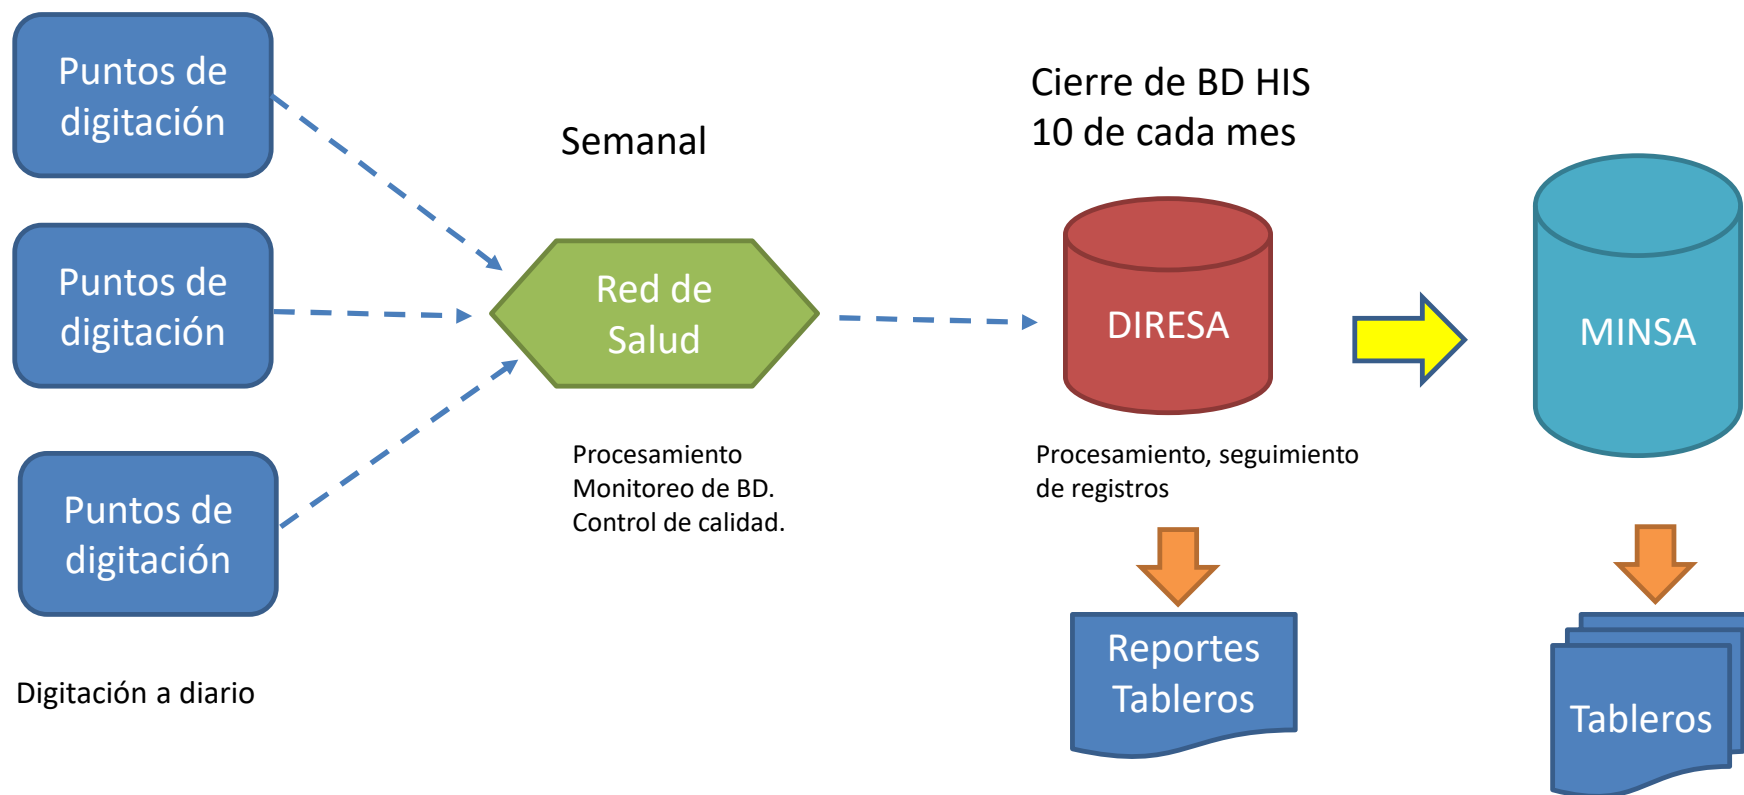 Puntos de
digitación
Puntos de
digitación
Puntos de
digitación
Digitación a diario
Semanal
Red de
Salud
Procesamiento
Monitoreo de BD.
Control de calidad.
Cierre de BD HIS
10 de cada mes
DIRESA
Procesamiento, seguimiento
de registros
Reportes
Tableros
MINSA
Tableros